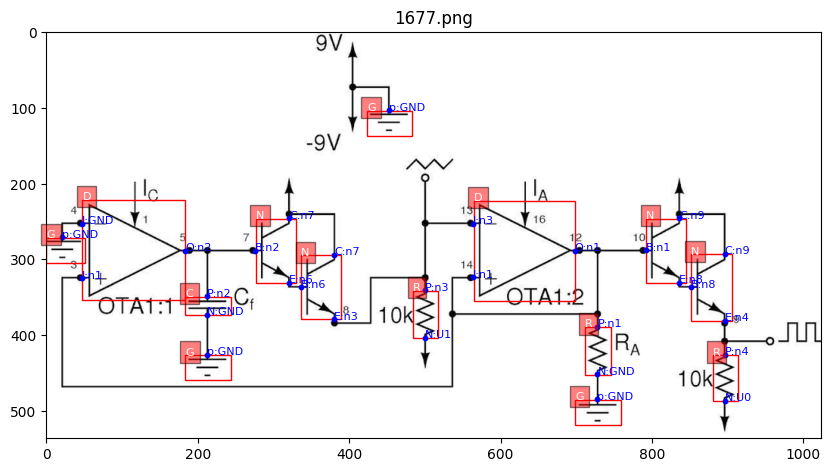 1677.png
0
100
200
300
400
500
0
200
400
600
800
1000
9V
-9V
G
p:GND
I_C
1
D
4
I:GND
G
p:GND
3
I:n1
OTA1:1
5
O:n2
C
P:n2
C_f
N:GND
G
p:GND
7
N
B:n2
C:n7
E:n6
N
B:n6
C:n7
8
E:n3
R
P:n3
10k
N:U1
I_A
16
D
13
I:n3
14
I:n1
OTA1:2
12
O:n1
R
P:n1
R_A
N:GND
G
p:GND
10
N
B:n1
C:n9
E:n8
N
B:n8
C:n9
E:n4
R
P:n4
10k
N:U0